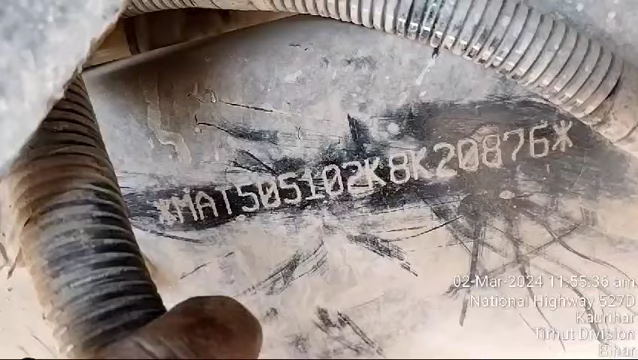 *MAT505102K8K20876*
02-Mar-2024 11:55:36 am
National Highway 527D
Kaurihar
Tirhut Division
Bihar